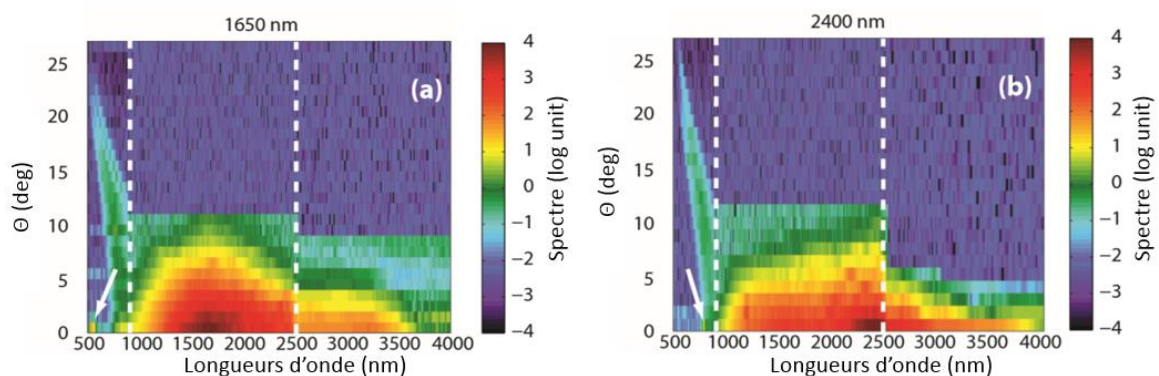 1650 nm
(a)
25
20
15
10
5
0
Θ (deg)
500 1000 1500 2000 2500 3000 3500 4000
Longueurs d'onde (nm)
4
3
2
1
0
−1
−2
−3
−4
Spectre (log unit)
2400 nm
(b)
25
20
15
10
5
0
Θ (deg)
500 1000 1500 2000 2500 3000 3500 4000
Longueurs d'onde (nm)
4
3
2
1
0
−1
−2
−3
−4
Spectre (log unit)